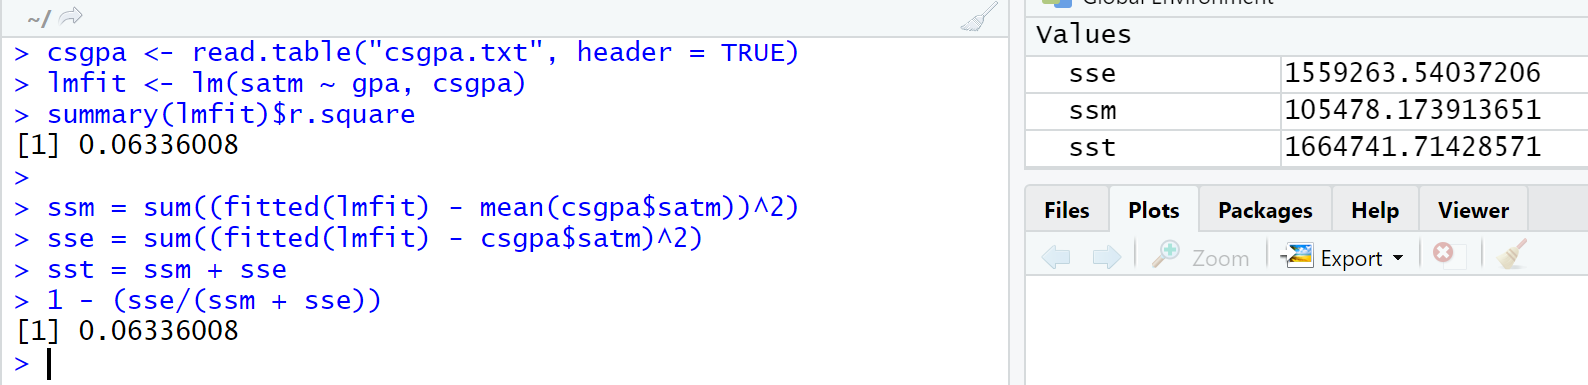 ~/
> csgpa <- read.table("csgpa.txt", header = TRUE)
> lmfit <- lm(satm ~ gpa, csgpa)
> summary(lmfit)$r.square
[1] 0.06336008
>
> ssm = sum((fitted(lmfit) - mean(csgpa$satm))^2)
> sse = sum((fitted(lmfit) - csgpa$satm)^2)
> sst = ssm + sse
> 1 - (sse/(ssm + sse))
[1] 0.06336008
>
Global Environment
Values
sse 1559263.54037206
ssm 105478.173913651
sst 1664741.71428571
Files Plots Packages Help Viewer
Zoom Export